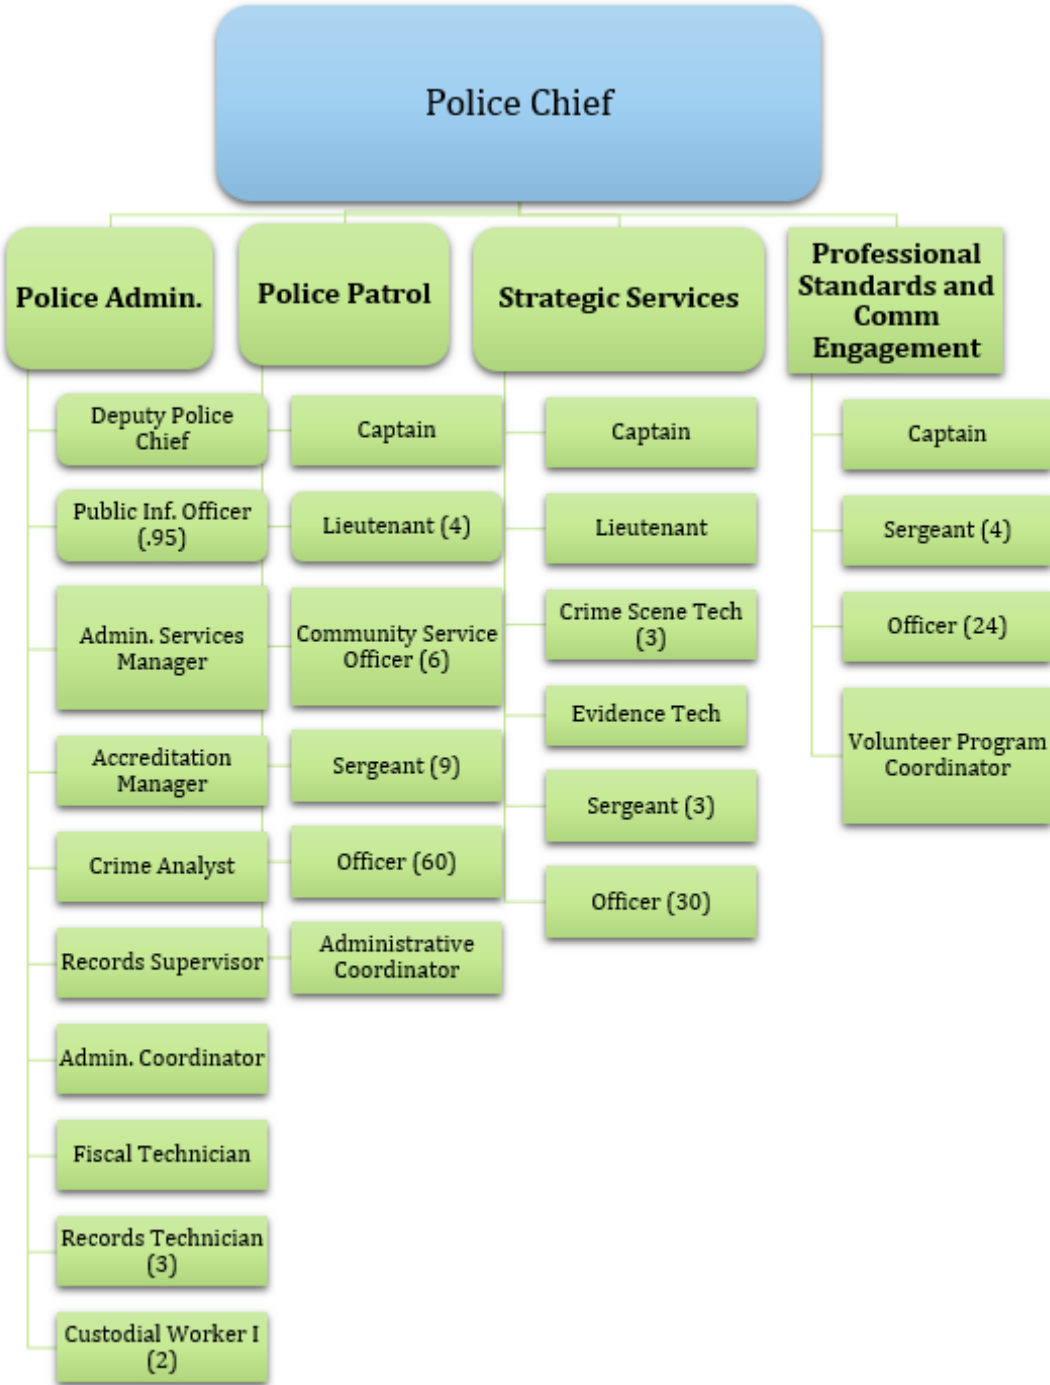 Police Chief
Police Admin.
Deputy Police
Chief
Public Inf. Officer
(.95)
Admin. Services
Manager
Accreditation
Manager
Crime Analyst
Records Supervisor
Admin. Coordinator
Fiscal Technician
Records Technician
(3)
Custodial Worker I
(2)
Police Patrol
Captain
Lieutenant (4)
Community Service
Officer (6)
Sergeant (9)
Officer (60)
Administrative
Coordinator
Strategic Services
Captain
Lieutenant
Crime Scene Tech
(3)
Evidence Tech
Sergeant (3)
Officer (30)
Professional
Standards and
Comm
Engagement
Captain
Sergeant (4)
Officer (24)
Volunteer Program
Coordinator